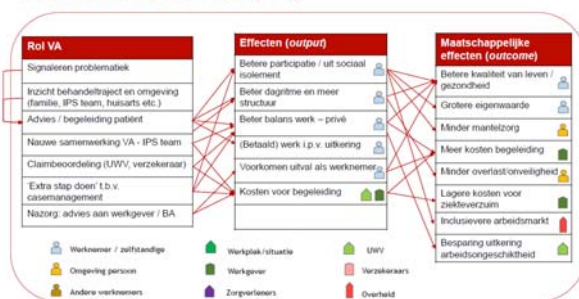 Rol VA
Signaleren problematiek
Inzicht behandeltraject en omgeving
(familie, IPS team, huisarts etc.)
Advies / begeleiding patiënt
Nauwe samenwerking VA - IPS team
Claimbeoordeling (UWV, verzekeraar)
'Extra stap doen' t.b.v.
casemanagement
Nazorg: advies aan werkgever / BA
Effecten (output)
Betere participatie / uit sociaal
isolement
Beter dagritme en meer
structuur
Beter balans werk – privé
(Betaald) werk i.p.v. uitkering
Voorkomen uitval als werknemer
Kosten voor begeleiding
Maatschappelijke
effecten (outcome)
Betere kwaliteit van leven /
gezondheid
Grotere eigenwaarde
Minder mantelzorg
Meer kosten begeleiding
Minder overlast/onveiligheid
Lagere kosten voor
ziekteverzuim
Inclusievere arbeidsmarkt
Besparing uitkering
arbeidsongeschiktheid
Werknemer / zelfstandige
Omgeving persoon
Andere werknemers
Werkplek/situatie
Werkgever
Zorgverleners
UWV
Verzekeraars
Overheid